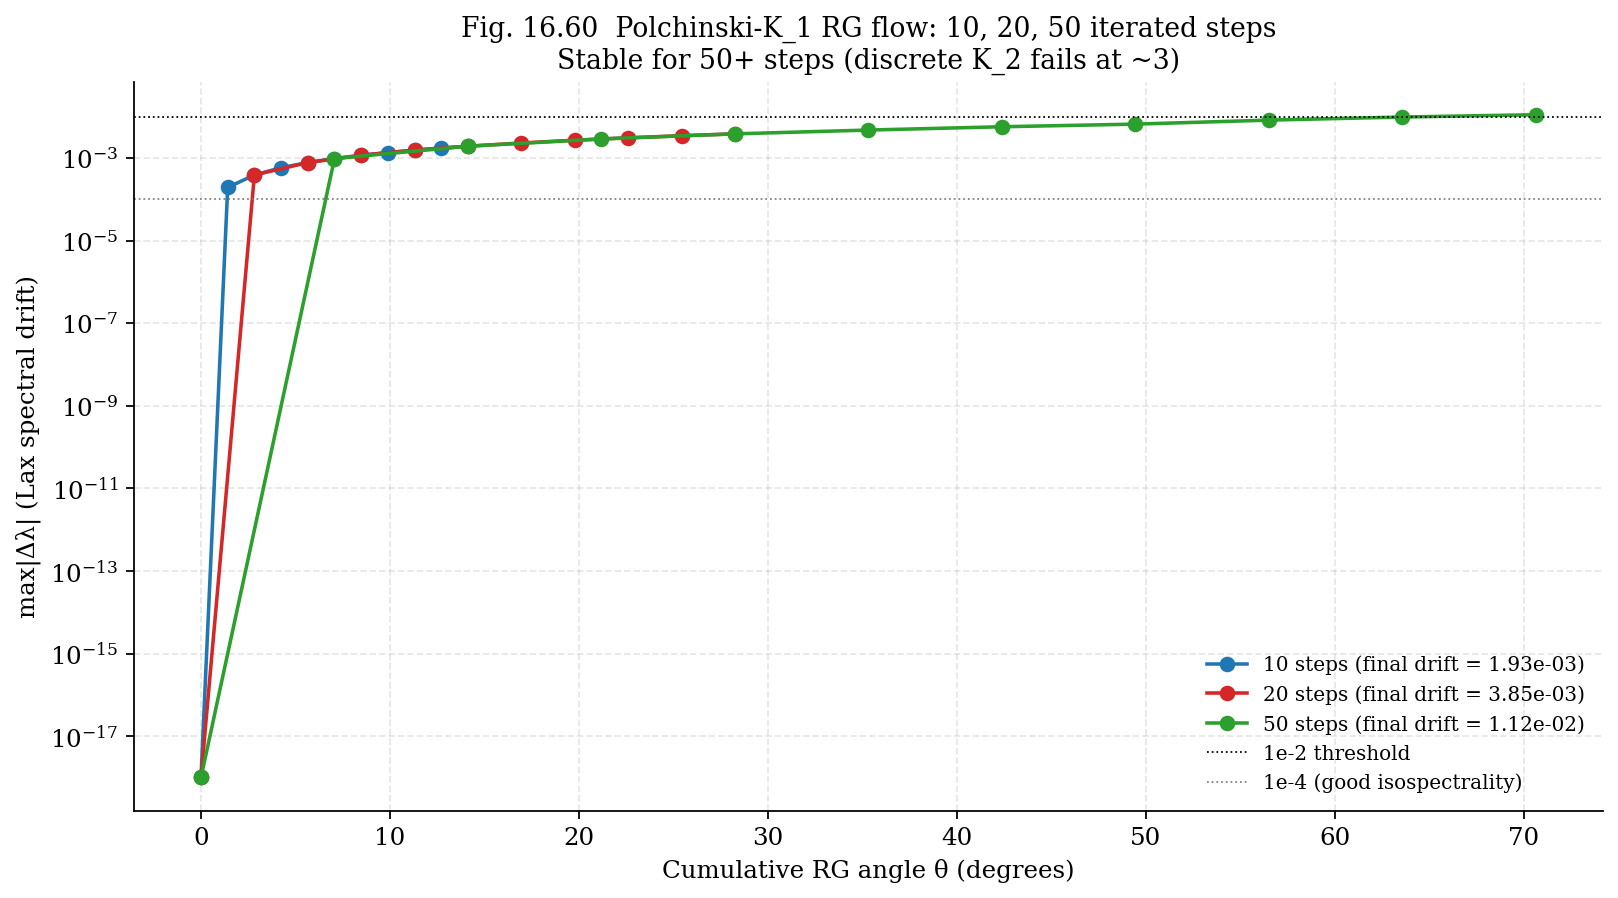 Fig. 16.60  Polchinski-K_1 RG flow: 10, 20, 50 iterated steps
Stable for 50+ steps (discrete K_2 fails at ~3)
max|Δλ| (Lax spectral drift)
10⁻³
10⁻⁵
10⁻⁷
10⁻⁹
10⁻¹¹
10⁻¹³
10⁻¹⁵
10⁻¹⁷
10 steps (final drift = 1.93e-03)
20 steps (final drift = 3.85e-03)
50 steps (final drift = 1.12e-02)
1e-2 threshold
1e-4 (good isospectrality)
0 10 20 30 40 50 60 70
Cumulative RG angle θ (degrees)